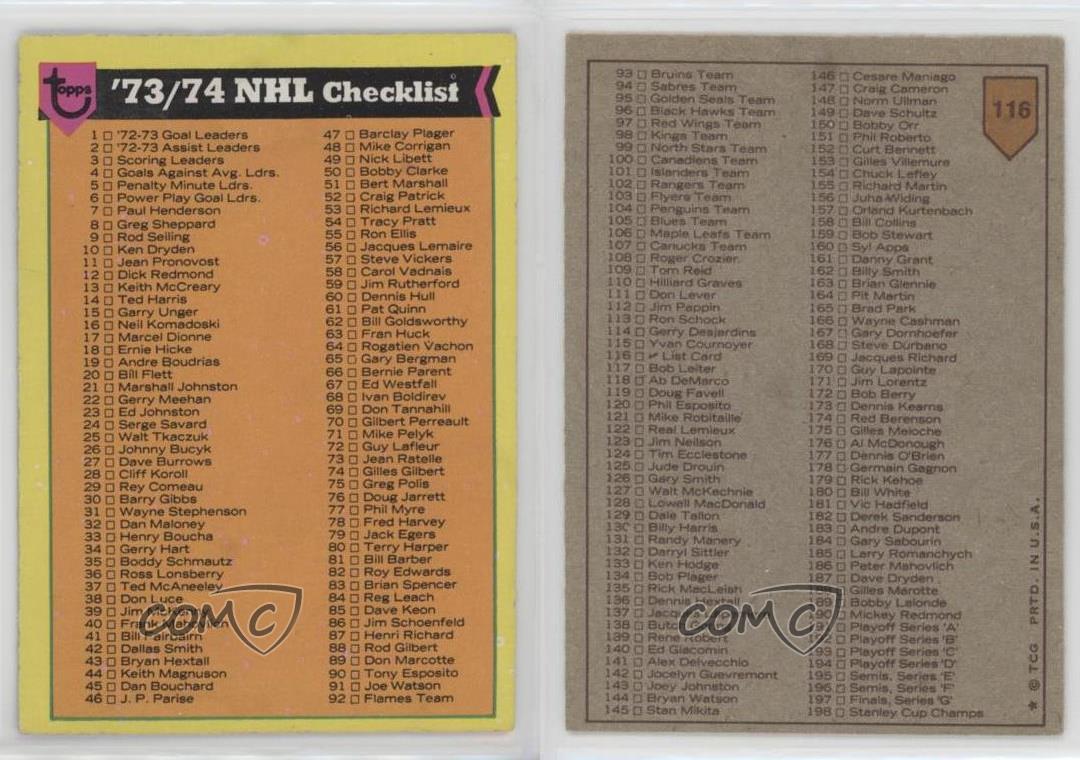 topps
'73/74 NHL Checklist
1 '72-73 Goal Leaders
2 '72-73 Assist Leaders
3 Scoring Leaders
4 Goals Against Avg. Ldrs.
5 Penalty Minute Ldrs.
6 Power Play Goal Ldrs.
7 Paul Henderson
8 Greg Sheppard
9 Rod Seiling
10 Ken Dryden
11 Jean Pronovost
12 Dick Redmond
13 Keith McCreary
14 Ted Harris
15 Garry Unger
16 Neil Komadoski
17 Marcel Dionne
18 Ernie Hicke
19 Andre Boudrias
20 Bill Flett
21 Marshall Johnston
22 Gerry Meehan
23 Ed Johnston
24 Serge Savard
25 Walt Tkaczuk
26 Johnny Bucyk
27 Dave Burrows
28 Cliff Koroll
29 Rey Comeau
30 Barry Gibbs
31 Wayne Stephenson
32 Dan Maloney
33 Henry Boucha
34 Gerry Hart
35 Boddy Schmautz
36 Ross Lonsberry
37 Ted McAneeley
38 Don Luce
39 Jim
40 Frank
41 Bill Fairbairn
42 Dallas Smith
43 Bryan Hextall
44 Keith Magnuson
45 Dan Bouchard
46 J. P. Parise
47 Barclay Plager
48 Mike Corrigan
49 Nick Libett
50 Bobby Clarke
51 Bert Marshall
52 Craig Patrick
53 Richard Lemieux
54 Tracy Pratt
55 Ron Ellis
56 Jacques Lemaire
57 Steve Vickers
58 Carol Vadnais
59 Jim Rutherford
60 Dennis Hull
61 Pat Quinn
62 Bill Goldsworthy
63 Fran Huck
64 Rogatien Vachon
65 Gary Bergman
66 Bernie Parent
67 Ed Westfall
68 Ivan Boldirev
69 Don Tannahill
70 Gilbert Perreault
71 Mike Pelyk
72 Guy Lafleur
73 Jean Ratelle
74 Gilles Gilbert
75 Greg Polis
76 Doug Jarrett
77 Phil Myre
78 Fred Harvey
79 Jack Egers
80 Terry Harper
81 Bill Barber
82 Roy Edwards
83 Brian Spencer
84 Reg Leach
85 Dave Keon
86 Jim Schoenfeld
87 Henri Richard
88 Rod Gilbert
89 Don Marcotte
90 Tony Esposito
91 Joe Watson
92 Flames Team
COMC
93 Bruins Team
94 Sabres Team
95 Golden Seals Team
96 Black Hawks Team
97 Red Wings Team
98 Kings Team
99 North Stars Team
100 Canadiens Team
101 Islanders Team
102 Rangers Team
103 Flyers Team
104 Penguins Team
105 Blues Team
106 Maple Leafs Team
107 Canucks Team
108 Roger Crozier
109 Tom Reid
110 Hilliard Graves
111 Don Lever
112 Jim Pappin
113 Ron Schock
114 Gerry Desjardins
115 Yvan Cournoyer
116 ✓ List Card
117 Bob Leiter
118 Ab DeMarco
119 Doug Favell
120 Phil Esposito
121 Mike Robitaille
122 Real Lemieux
123 Jim Neilson
124 Tim Ecclestone
125 Jude Drouin
126 Gary Smith
127 Walt McKechnie
128 Lowell MacDonald
129 Dale Tallon
130 Billy Harris
131 Randy Manery
132 Darryl Sittler
133 Ken Hodge
134 Bob Plager
135 Rick MacLeish
136 Dennis Hextall
137
138 Butch
139 Rene Robert
140 Ed Giacomin
141 Alex Delvecchio
142 Jocelyn Guevremont
143 Joey Johnston
144 Bryan Watson
145 Stan Mikita
146 Cesare Maniago
147 Craig Cameron
148 Norm Ullman
149 Dave Schultz
150 Bobby Orr
151 Phil Roberto
152 Curt Bennett
153 Gilles Villemure
154 Chuck Lefley
155 Richard Martin
156 Juha Widing
157 Orland Kurtenbach
158 Bill Collins
159 Bob Stewart
160 Syl Apps
161 Danny Grant
162 Billy Smith
163 Brian Glennie
164 Pit Martin
165 Brad Park
166 Wayne Cashman
167 Gary Dornhoefer
168 Steve Durbano
169 Jacques Richard
170 Guy Lapointe
171 Jim Lorentz
172 Bob Berry
173 Dennis Kearns
174 Red Berenson
175 Gilles Meloche
176 Al McDonough
177 Dennis O'Brien
178 Germain Gagnon
179 Rick Kehoe
180 Bill White
181 Vic Hadfield
182 Derek Sanderson
183 Andre Dupont
184 Gary Sabourin
185 Larry Romanchych
186 Peter Mahovlich
187 Dave Dryden
188 Gilles Marotte
189 Bobby Lalonde
190 Mickey Redmond
191 Playoff Series 'A'
192 Playoff Series 'B'
193 Playoff Series 'C'
194 Playoff Series 'D'
195 Semis, Series 'E'
196 Semis, Series 'F'
197 Finals, Series 'G'
198 Stanley Cup Champs
116
* © TCG PRTD. IN U.S.A.
COMC